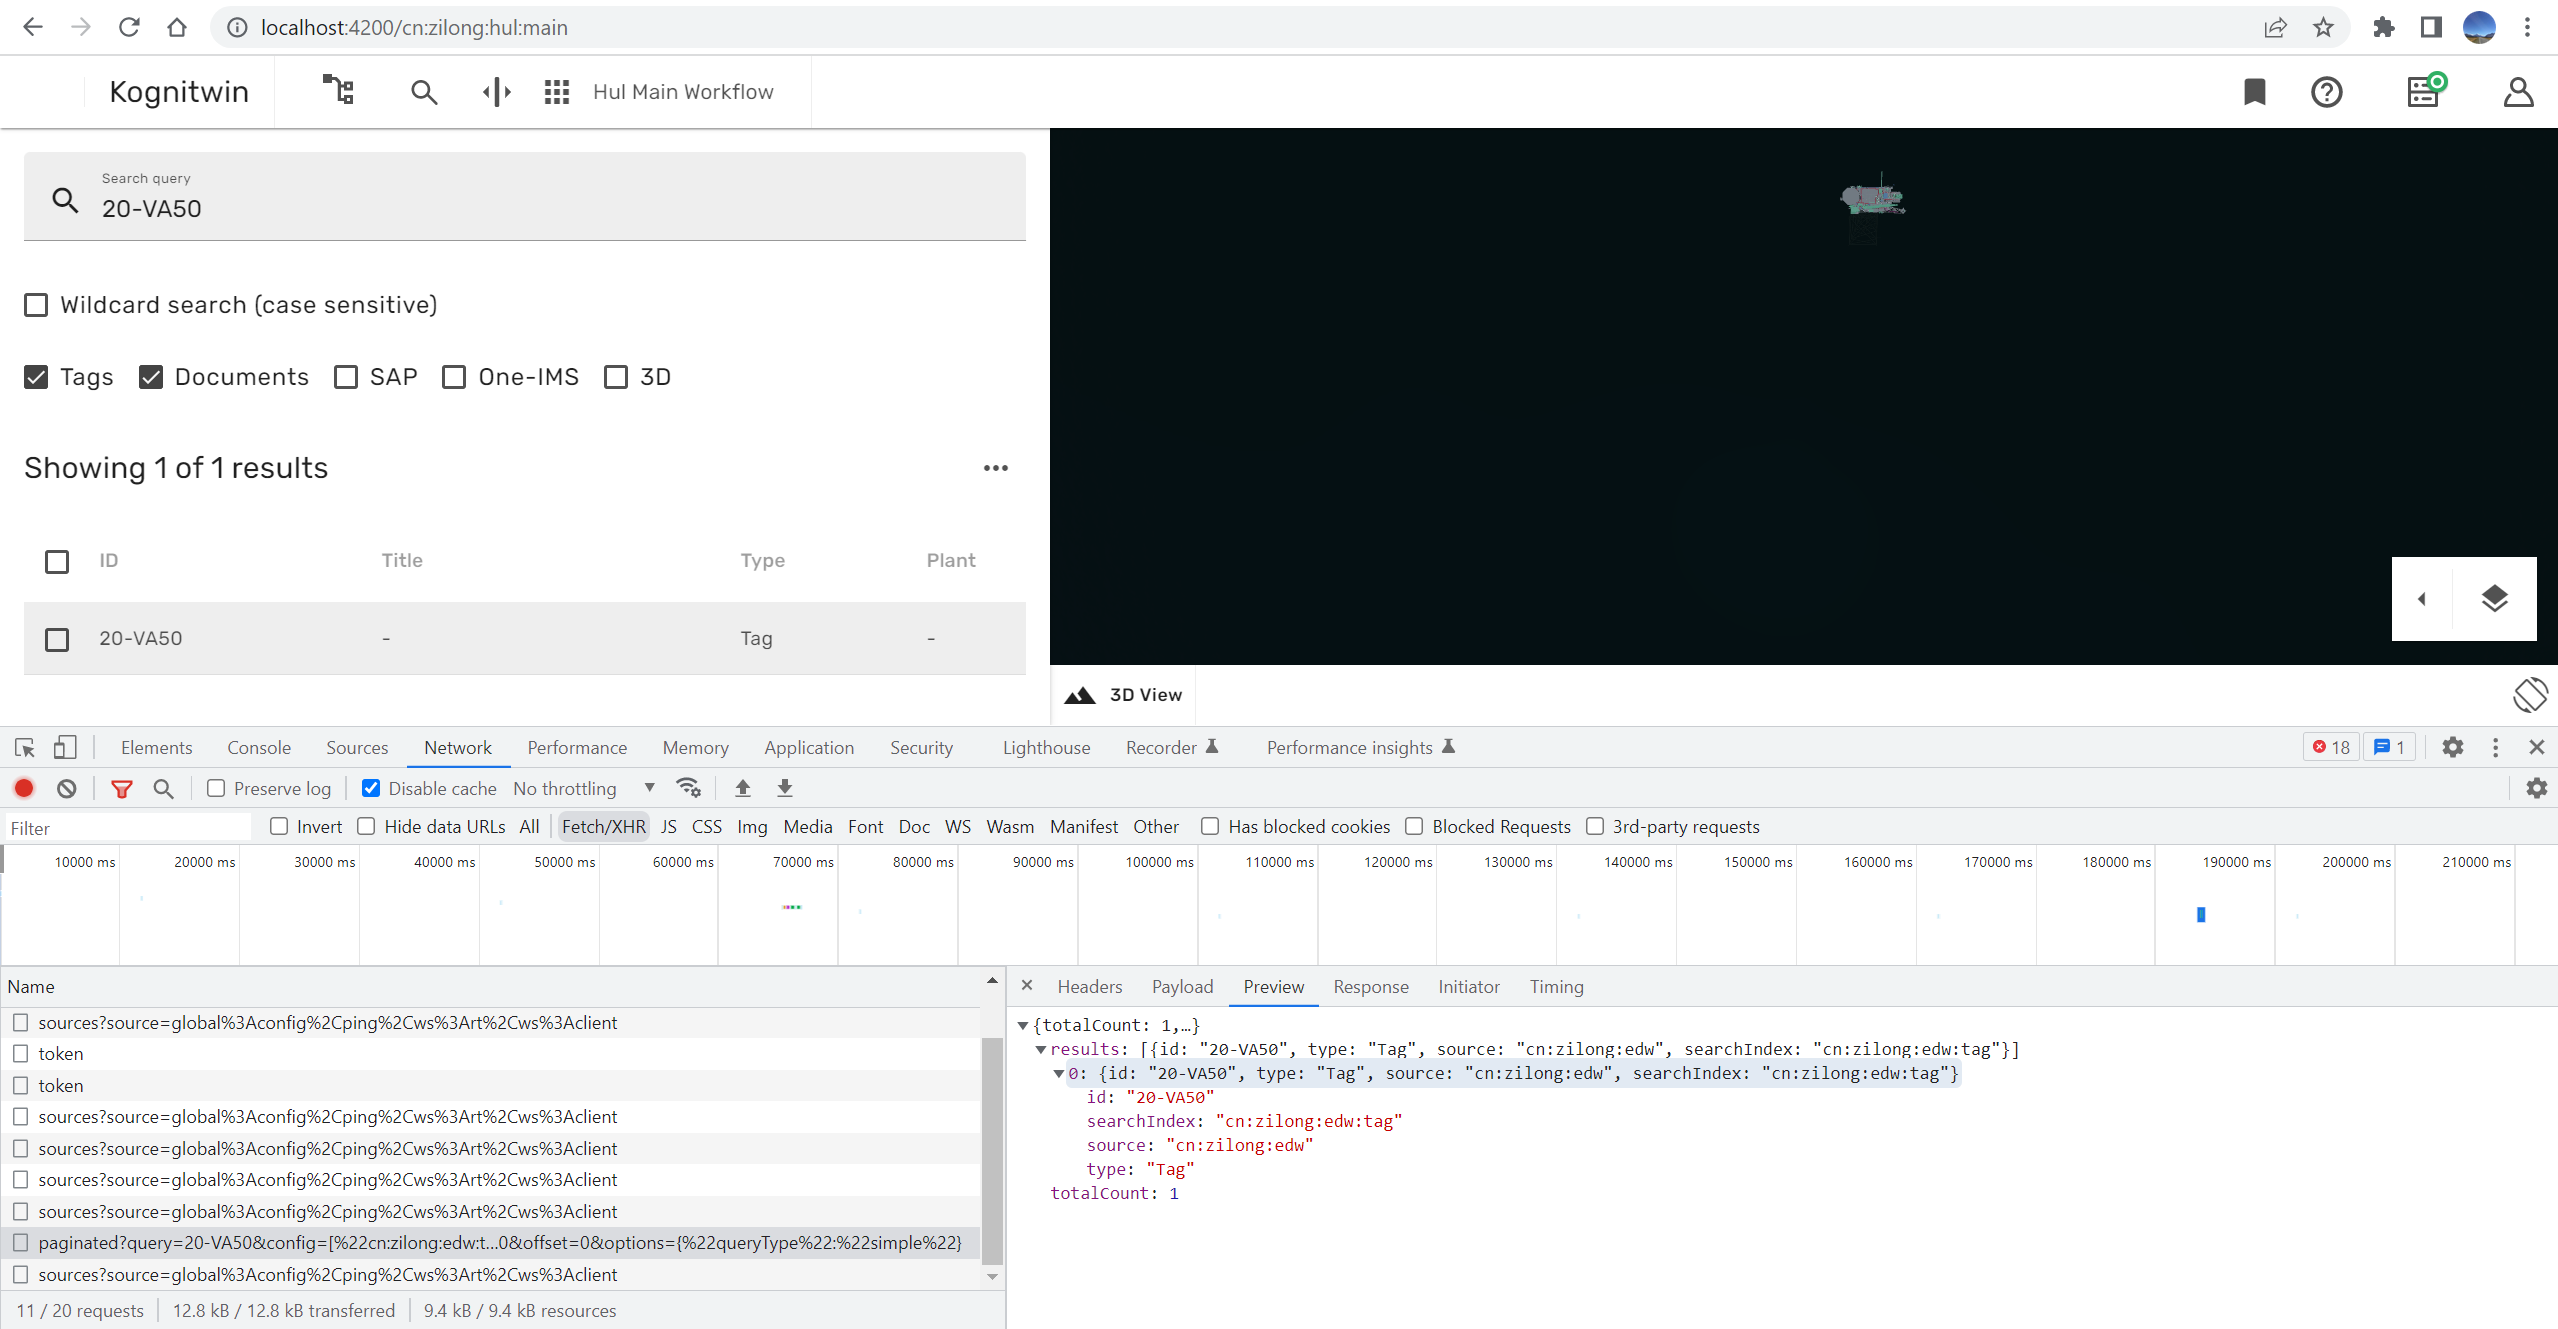 localhost:4200/cn:zilong:hul:main
Kognitwin
Hul Main Workflow
Search query
20-VA50
Wildcard search (case sensitive)
Tags Documents SAP One-IMS 3D
Showing 1 of 1 results
ID Title Type Plant
20-VA50 - Tag -
3D View
Elements Console Sources Network Performance Memory Application Security Lighthouse Recorder Performance insights 18 1
Preserve log Disable cache No throttling
Filter Invert Hide data URLs All Fetch/XHR JS CSS Img Media Font Doc WS Wasm Manifest Other Has blocked cookies Blocked Requests 3rd-party requests
10000 ms 20000 ms 30000 ms 40000 ms 50000 ms 60000 ms 70000 ms 80000 ms 90000 ms 100000 ms 110000 ms 120000 ms 130000 ms 140000 ms 150000 ms 160000 ms 170000 ms 180000 ms 190000 ms 200000 ms 210000 ms
Name
sources?source=global%3Aconfig%2Cping%2Cws%3Art%2Cws%3Aclient
token
token
sources?source=global%3Aconfig%2Cping%2Cws%3Art%2Cws%3Aclient
sources?source=global%3Aconfig%2Cping%2Cws%3Art%2Cws%3Aclient
sources?source=global%3Aconfig%2Cping%2Cws%3Art%2Cws%3Aclient
sources?source=global%3Aconfig%2Cping%2Cws%3Art%2Cws%3Aclient
paginated?query=20-VA50&config=[%22cn:zilong:edw:t...0&offset=0&options={%22queryType%22:%22simple%22}
sources?source=global%3Aconfig%2Cping%2Cws%3Art%2Cws%3Aclient
11 / 20 requests 12.8 kB / 12.8 kB transferred 9.4 kB / 9.4 kB resources
Headers Payload Preview Response Initiator Timing
{totalCount: 1,…}
results: [{id: "20-VA50", type: "Tag", source: "cn:zilong:edw", searchIndex: "cn:zilong:edw:tag"}]
0: {id: "20-VA50", type: "Tag", source: "cn:zilong:edw", searchIndex: "cn:zilong:edw:tag"}
id: "20-VA50"
searchIndex: "cn:zilong:edw:tag"
source: "cn:zilong:edw"
type: "Tag"
totalCount: 1